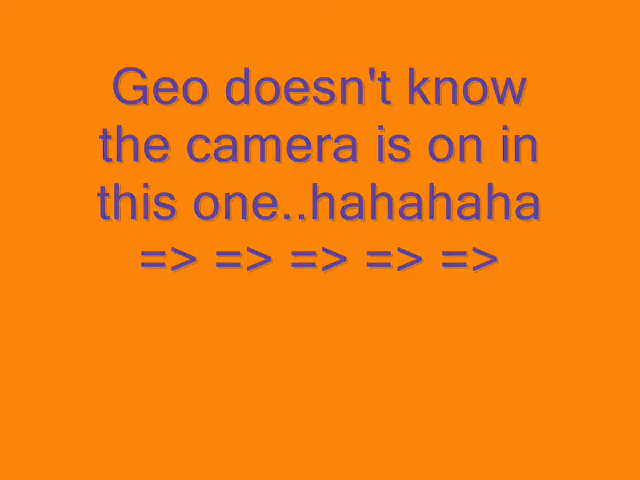 Geo doesn't know
the camera is on in
this one..hahahaha
=> => => => =>